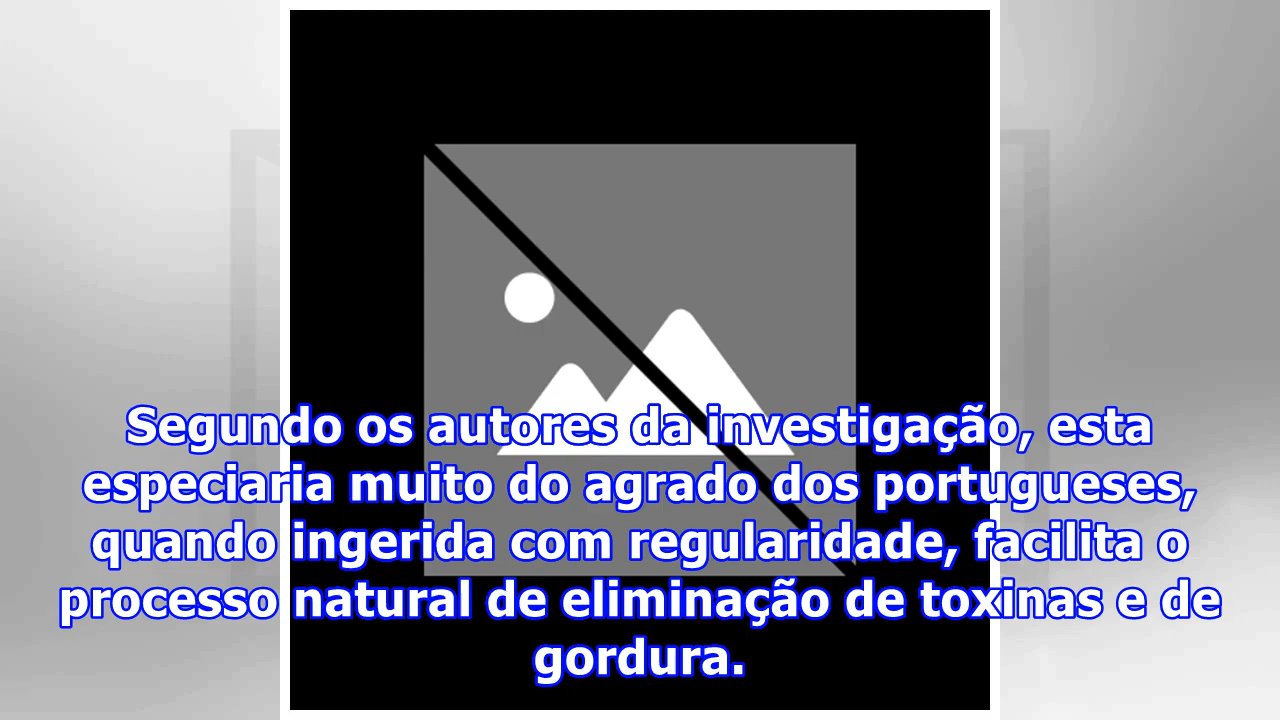 Segundo os autores da investigação, esta
especiaria muito do agrado dos portugueses,
quando ingerida com regularidade, facilita o
processo natural de eliminação de toxinas e de
gordura.